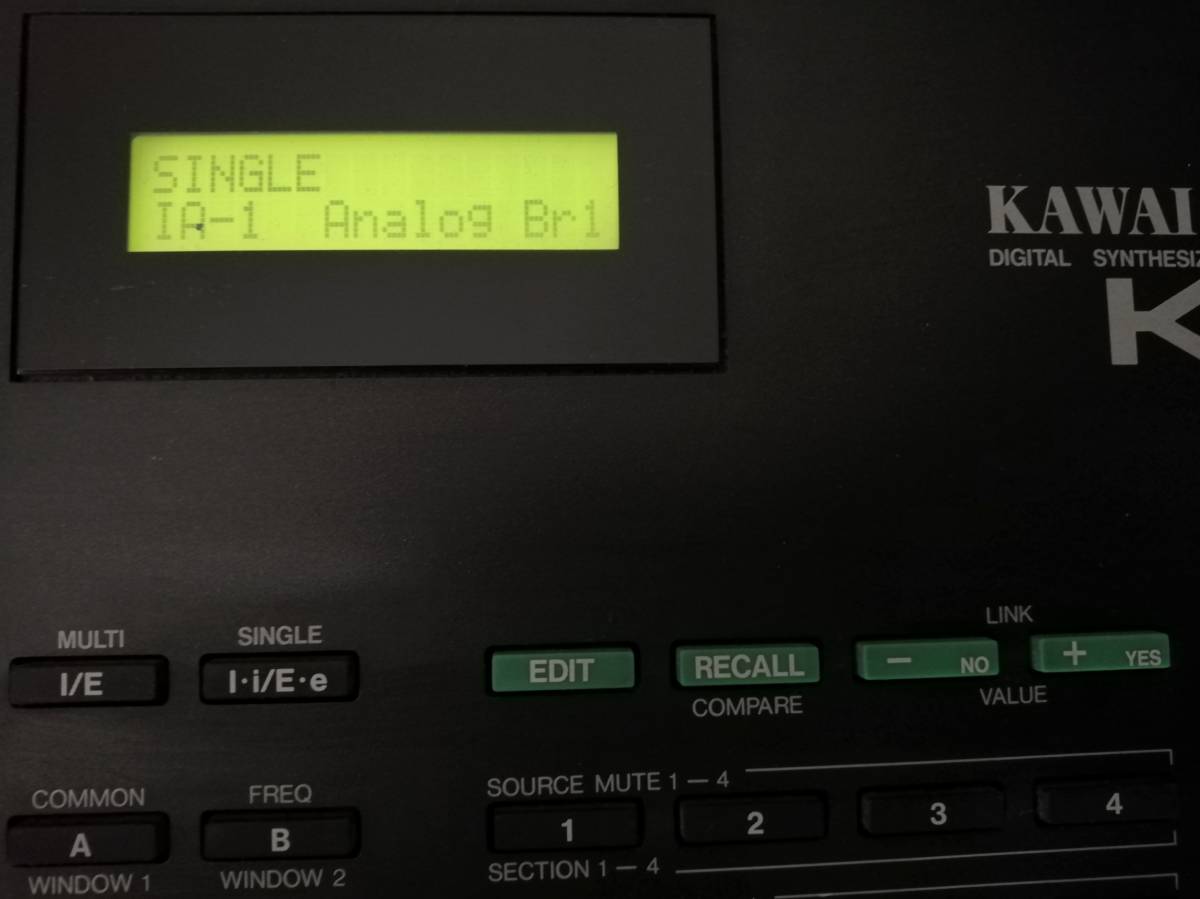 SINGLE
IA-1 Analog Br1
KAWAI
DIGITAL
K
MULTI
SINGLE
LINK
I/E
I·i/E·e
EDIT
RECALL
− NO
+ YES
COMPARE
VALUE
COMMON
FREQ
SOURCE MUTE 1 — 4
A
B
1
2
3
4
WINDOW 1
WINDOW 2
SECTION 1 — 4